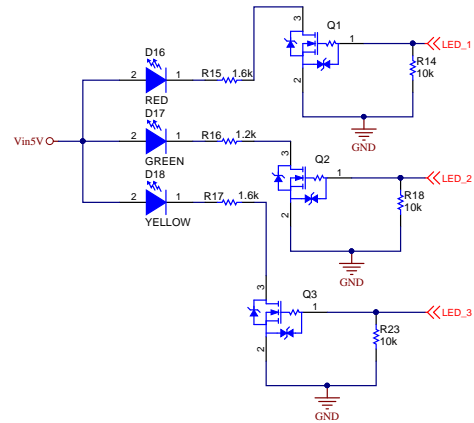 3
Q1
1
LED_1
D16
2
1
R15
1.6k
RED
2
R14
10k
GND
Vin5V
D17
2
1
R16
1.2k
GREEN
3
Q2
1
LED_2
D18
2
1
R17
1.6k
YELLOW
2
R18
10k
GND
3
Q3
1
LED_3
2
R23
10k
GND